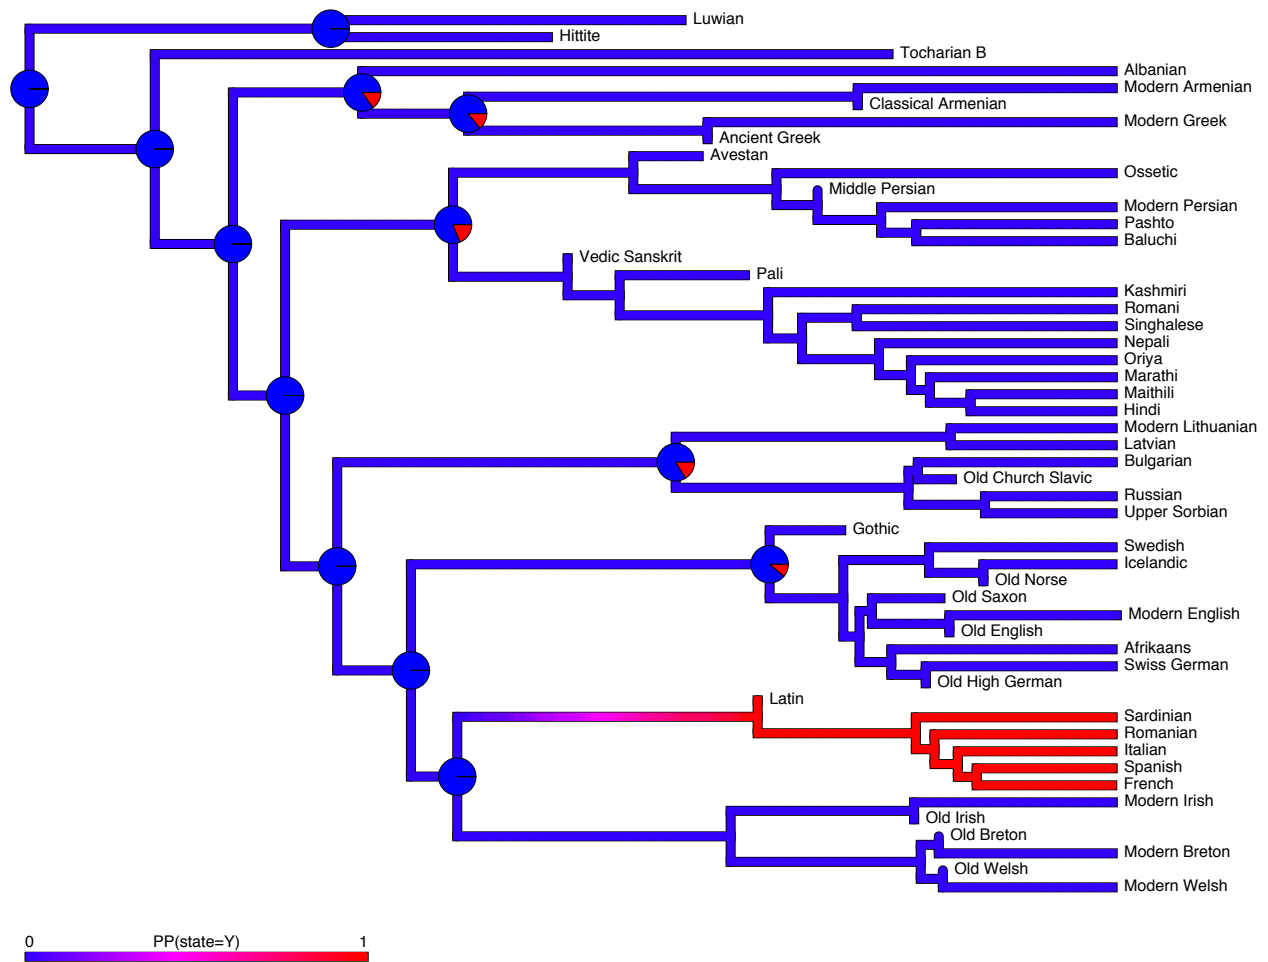 Luwian
Hittite
Tocharian B
Albanian
Modern Armenian
Classical Armenian
Modern Greek
Ancient Greek
Avestan
Ossetic
Middle Persian
Modern Persian
Pashto
Baluchi
Vedic Sanskrit
Pali
Kashmiri
Romani
Singhalese
Nepali
Oriya
Marathi
Maithili
Hindi
Modern Lithuanian
Latvian
Bulgarian
Old Church Slavic
Russian
Upper Sorbian
Gothic
Swedish
Icelandic
Old Norse
Old Saxon
Modern English
Old English
Afrikaans
Swiss German
Old High German
Latin
Sardinian
Romanian
Italian
Spanish
French
Modern Irish
Old Irish
Old Breton
Modern Breton
Old Welsh
Modern Welsh
0 PP(state=Y) 1